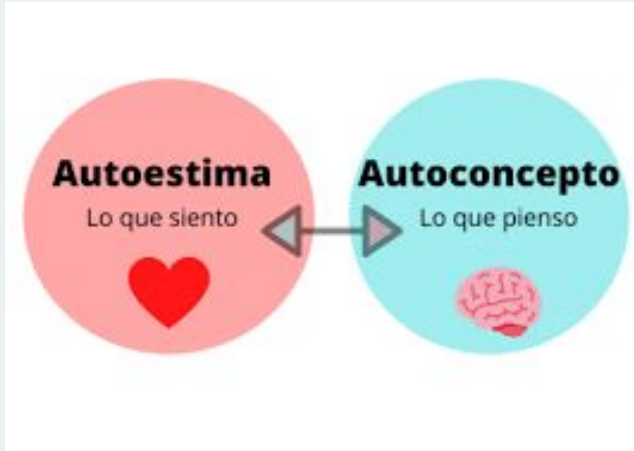 Autoestima
Lo que siento
Autoconcepto
Lo que pienso